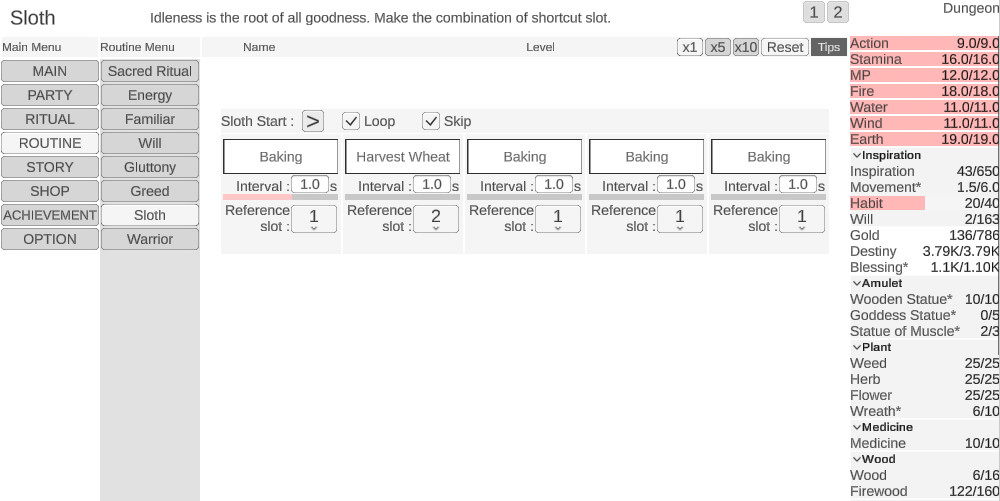 Sloth
Idleness is the root of all goodness. Make the combination of shortcut slot.
1 2
Dungeon
Main Menu
Routine Menu
Name
Level
x1 x5 x10 Reset Tips
MAIN
PARTY
RITUAL
ROUTINE
STORY
SHOP
ACHIEVEMENT
OPTION
Sacred Ritual
Energy
Familiar
Will
Gluttony
Greed
Sloth
Warrior
Sloth Start : > Loop Skip
Baking
Harvest Wheat
Baking
Baking
Baking
Interval : 1.0 s
Interval : 1.0 s
Interval : 1.0 s
Interval : 1.0 s
Interval : 1.0 s
Reference slot : 1
Reference slot : 2
Reference slot : 1
Reference slot : 1
Reference slot : 1
Action 9.0/9.0
Stamina 16.0/16.0
MP 12.0/12.0
Fire 18.0/18.0
Water 11.0/11.0
Wind 11.0/11.0
Earth 19.0/19.0
Inspiration
Inspiration 43/650
Movement* 1.5/6.0
Habit 20/40
Will 2/163
Gold 136/786
Destiny 3.79K/3.79K
Blessing* 1.1K/1.10K
Amulet
Wooden Statue* 10/10
Goddess Statue* 0/5
Statue of Muscle* 2/3
Plant
Weed 25/25
Herb 25/25
Flower 25/25
Wreath* 6/10
Medicine
Medicine 10/10
Wood
Wood 6/16
Firewood 122/160